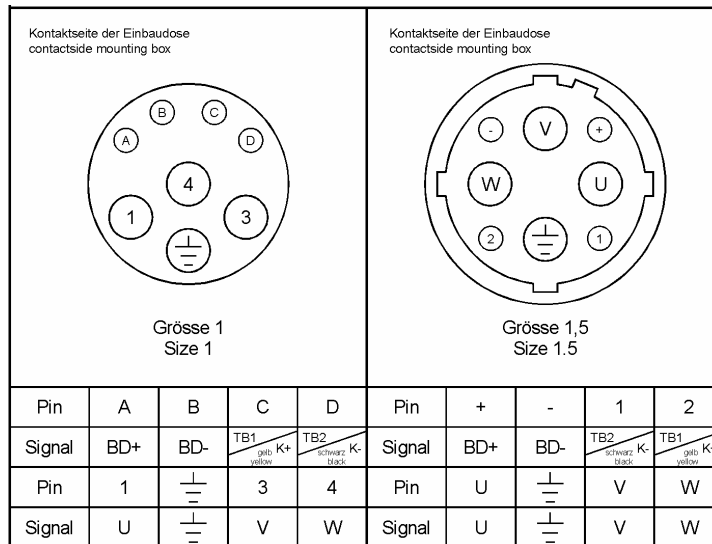 Kontaktseite der Einbaudose
contactside mounting box
B C
A D
4
1 3
Grösse 1
Size 1
Kontaktseite der Einbaudose
contactside mounting box
- V +
W U
2 1
Grösse 1,5
Size 1.5
Pin A B C D
Signal BD+ BD- TB1 gelb yellow K+ TB2 schwarz black K-
Pin 1 3 4
Signal U V W
Pin + - 1 2
Signal BD+ BD- TB2 schwarz black K- TB1 gelb yellow K+
Pin U V W
Signal U V W